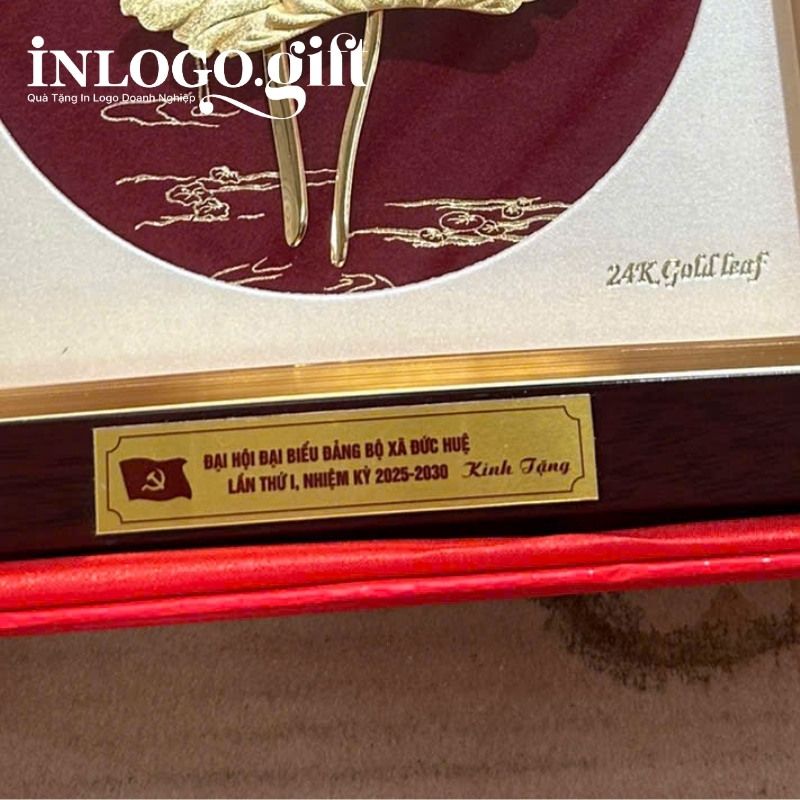 iNLOGO.gift
Quà Tặng In Logo Doanh Nghiệp
24K Gold leaf
ĐẠI HỘI ĐẠI BIỂU ĐẢNG BỘ XÃ ĐỨC HUỆ
LẦN THỨ I, NHIỆM KỲ 2025-2030 Kính Tặng